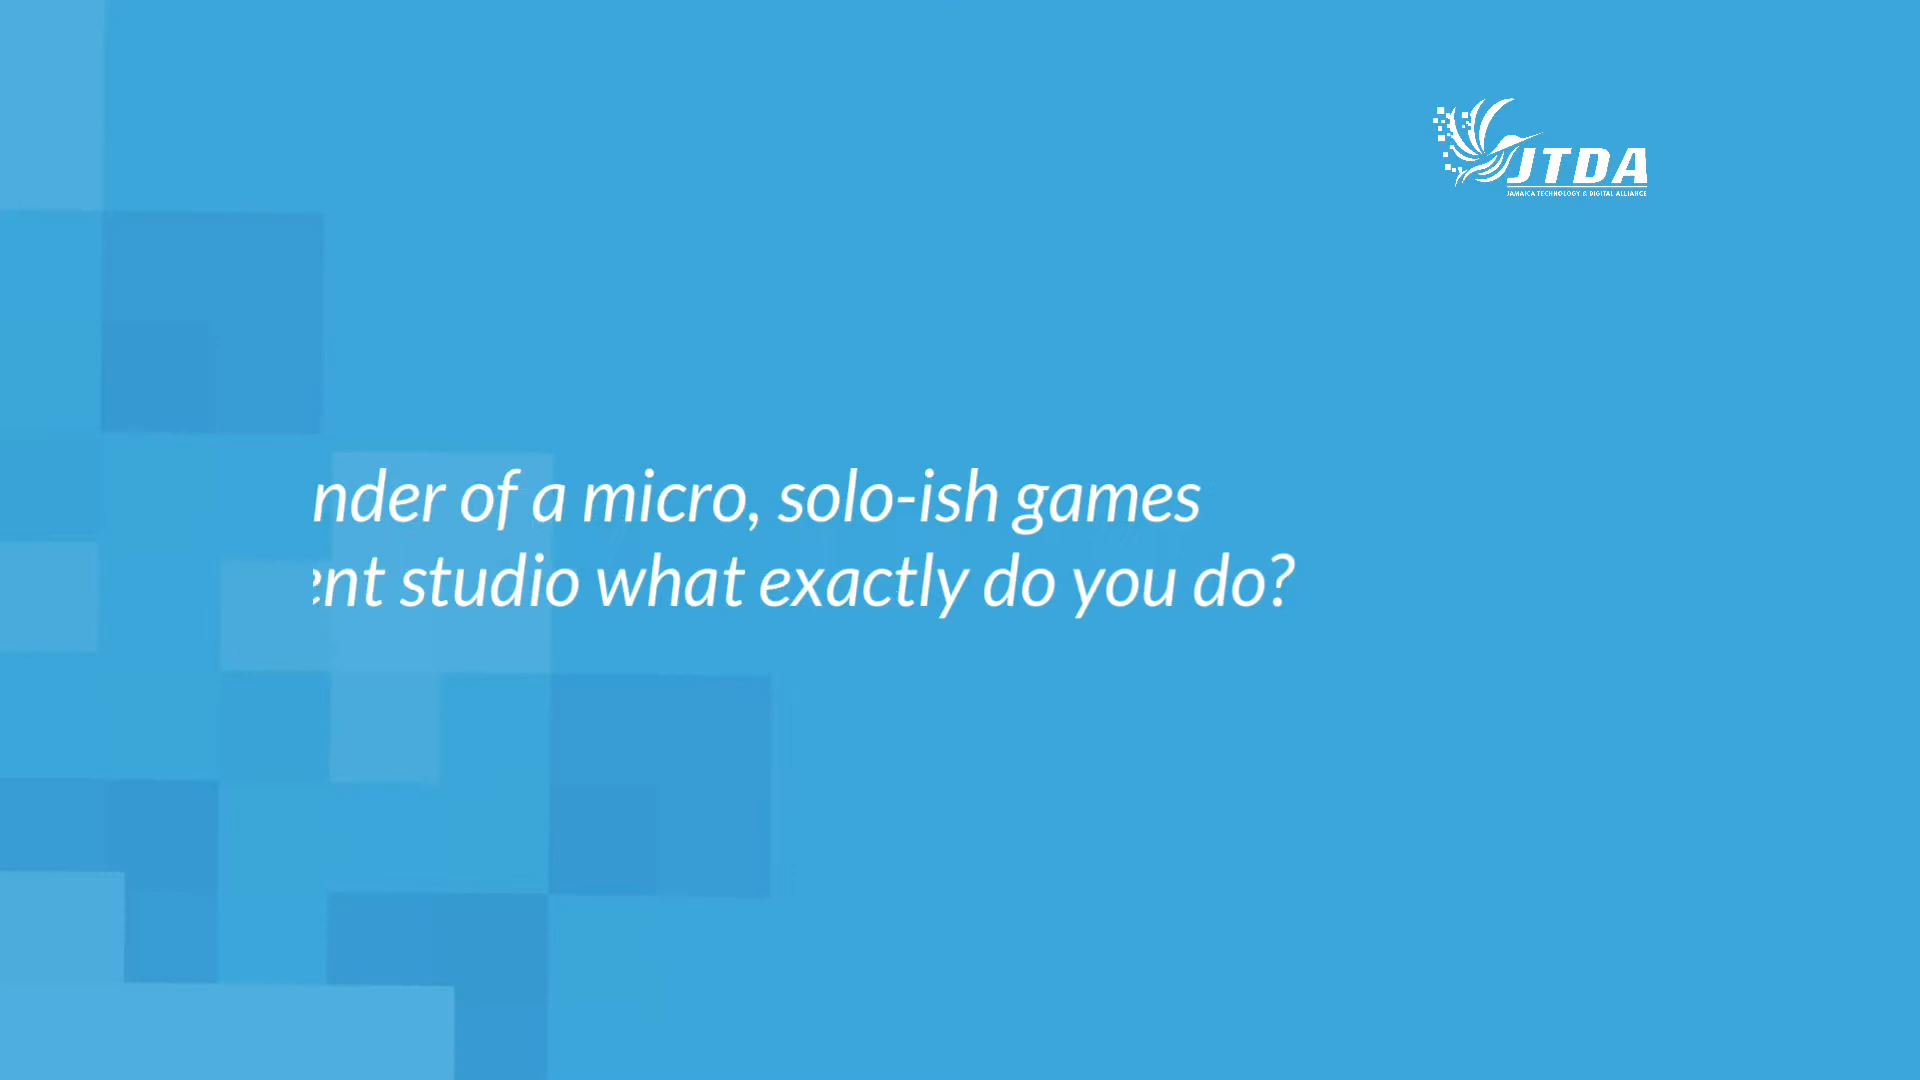 JTDA
JAMAICA TECHNOLOGY & DIGITAL ALLIANCE
nder of a micro, solo-ish games
ent studio what exactly do you do?